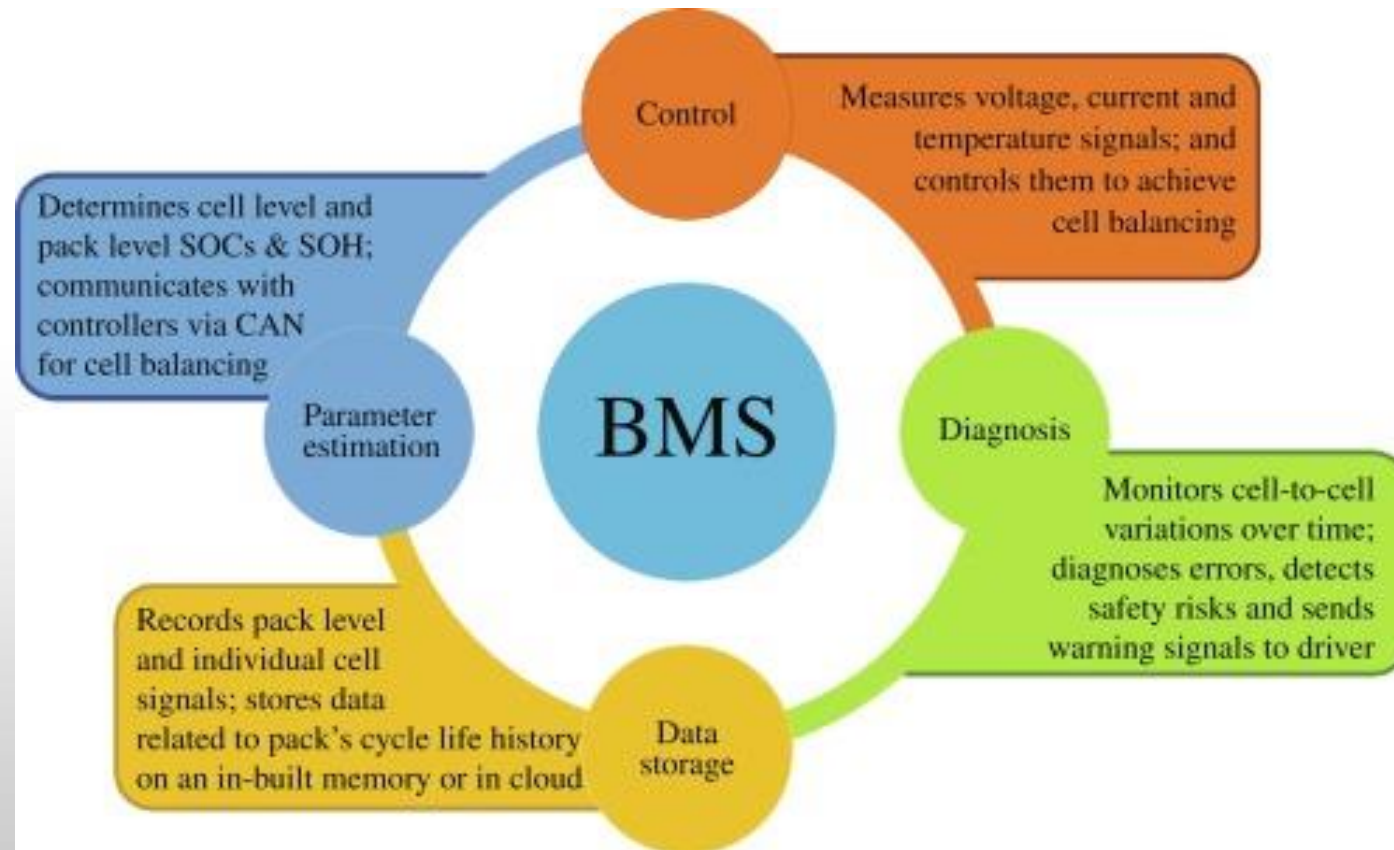 Control
Measures voltage, current and
temperature signals; and
controls them to achieve
cell balancing
Determines cell level and
pack level SOCs & SOH;
communicates with
controllers via CAN
for cell balancing
Parameter
estimation
BMS
Diagnosis
Monitors cell-to-cell
variations over time;
diagnoses errors, detects
safety risks and sends
warning signals to driver
Records pack level
and individual cell
signals; stores data
related to pack’s cycle life history
on an in-built memory or in cloud
Data
storage